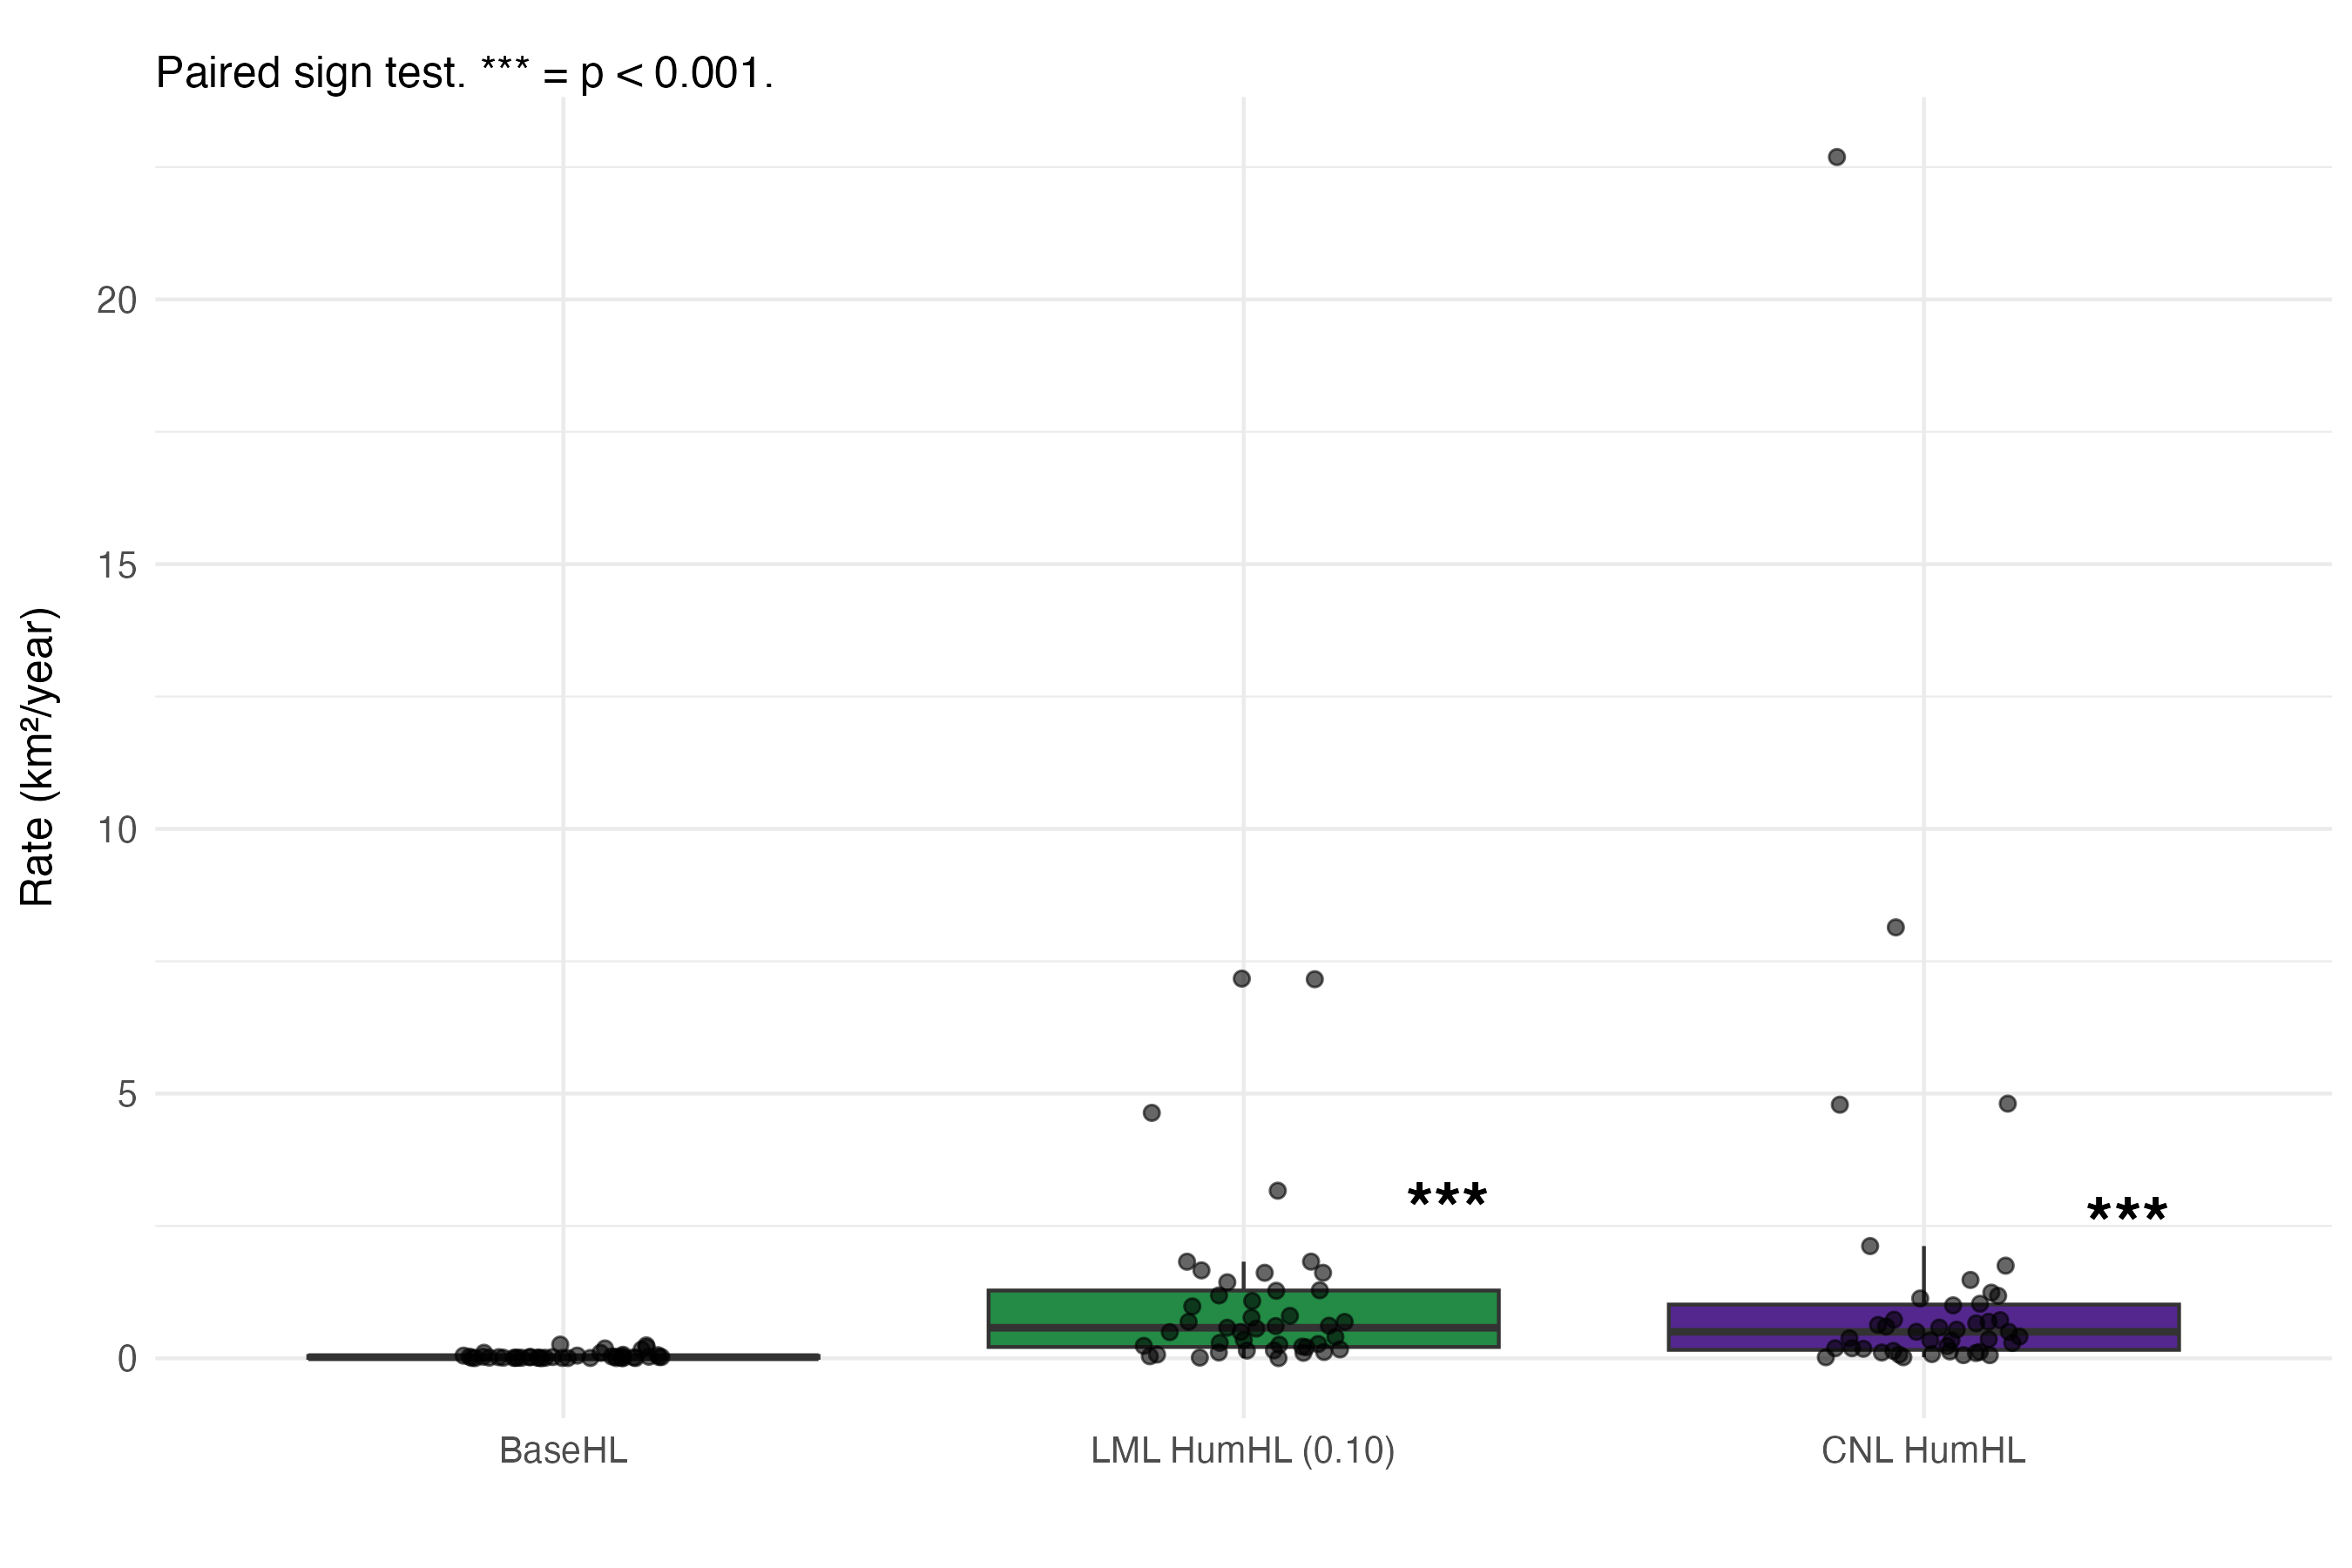 Paired sign test. *** = p < 0.001.
Rate (km²/year)
20
15
10
5
0
***
***
BaseHL
LML HumHL (0.10)
CNL HumHL